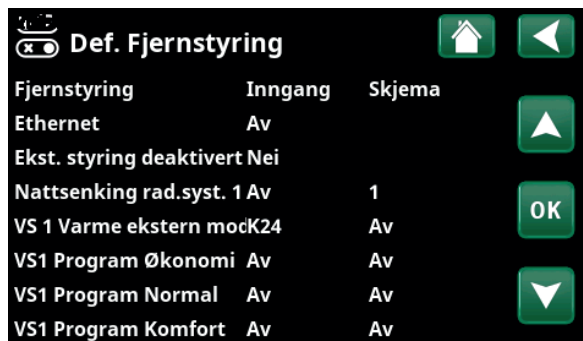 Def. Fjernstyring
Fjernstyring Inngang Skjema
Ethernet Av
Ekst. styring deaktivert Nei
Nattsenking rad.syst. 1 Av 1
OK
VS 1 Varme ekstern mod K24 Av
VS1 Program Økonomi Av Av
VS1 Program Normal Av Av
VS1 Program Komfort Av Av